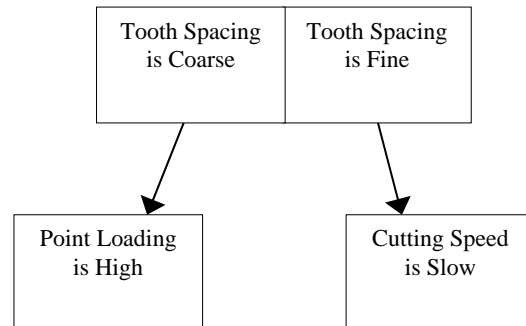 Tooth Spacing
is Coarse
Tooth Spacing
is Fine
Point Loading
is High
Cutting Speed
is Slow